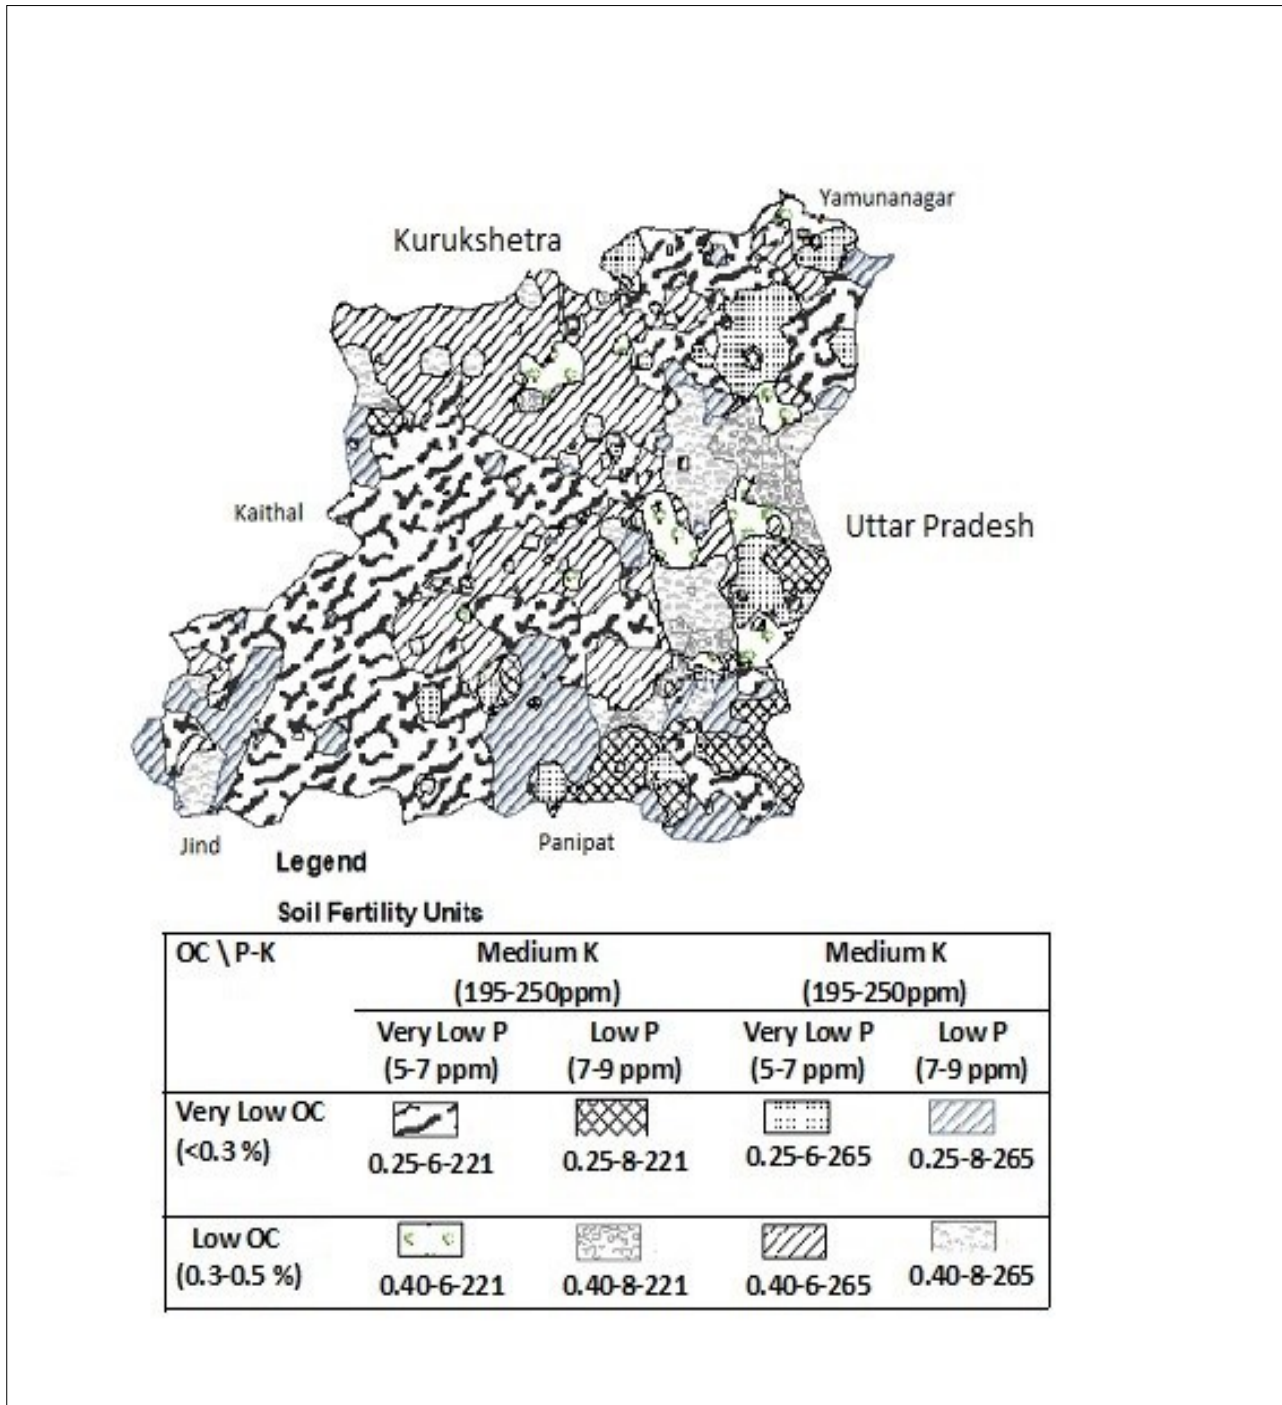 Yamunanagar
Kurukshetra
Kaithal
Uttar Pradesh
Jind
Panipat
Legend
Soil Fertility Units
OC \ P-K Medium K Medium K
(195-250ppm) (195-250ppm)
Very Low P Low P Very Low P Low P
(5-7 ppm) (7-9 ppm) (5-7 ppm) (7-9 ppm)
Very Low OC
(<0.3 %)
0.25-6-221 0.25-8-221 0.25-6-265 0.25-8-265
Low OC
(0.3-0.5 %)
0.40-6-221 0.40-8-221 0.40-6-265 0.40-8-265